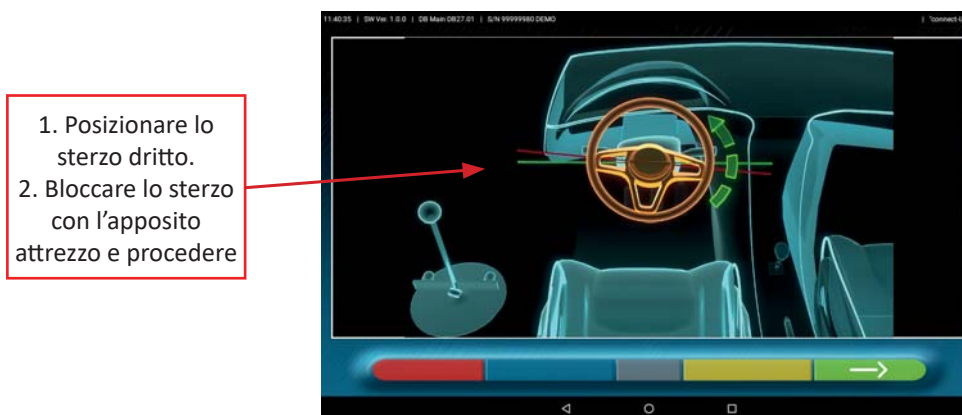 11:40:35 | SW Ver. 1.0.0 | DB Main DB27.01 | S/N 99999980 DEMO | "connect-U
1. Posizionare lo
sterzo dritto.
2. Bloccare lo sterzo
con l’apposito
attrezzo e procedere